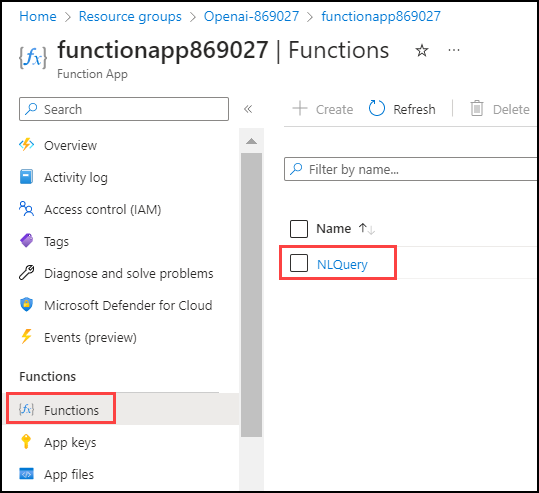 Home > Resource groups > Openai-869027 > functionapp869027
{fx} functionapp869027 | Functions ☆ ...
Function App
Search «
Create Refresh Delete
Overview
Activity log
Access control (IAM)
Tags
Diagnose and solve problems
Microsoft Defender for Cloud
Events (preview)
Functions
{fx} Functions
App keys
App files
Filter by name...
Name ↑↓
NLQuery